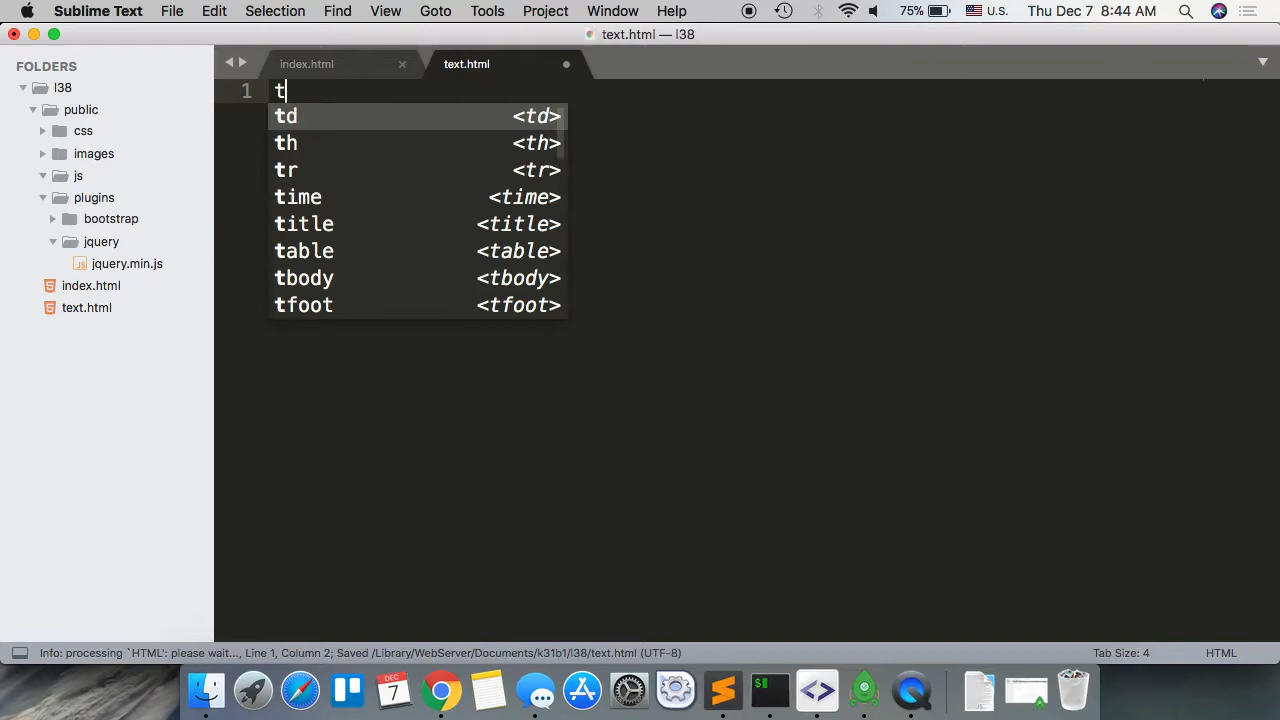 Sublime Text File Edit Selection Find View Goto Tools Project Window Help 75% U.S. Thu Dec 7 8:44 AM
text.html — l38
FOLDERS
l38
public
css
images
js
plugins
bootstrap
jquery
jquery.min.js
index.html
text.html
index.html text.html
1 t
td <td>
th <th>
tr <tr>
time <time>
title <title>
table <table>
tbody <tbody>
tfoot <tfoot>
Info: processing `HTML': please wait..., Line 1, Column 2; Saved /Library/WebServer/Documents/k31b1/l38/text.html (UTF-8) Tab Size: 4 HTML
DEC
7
$